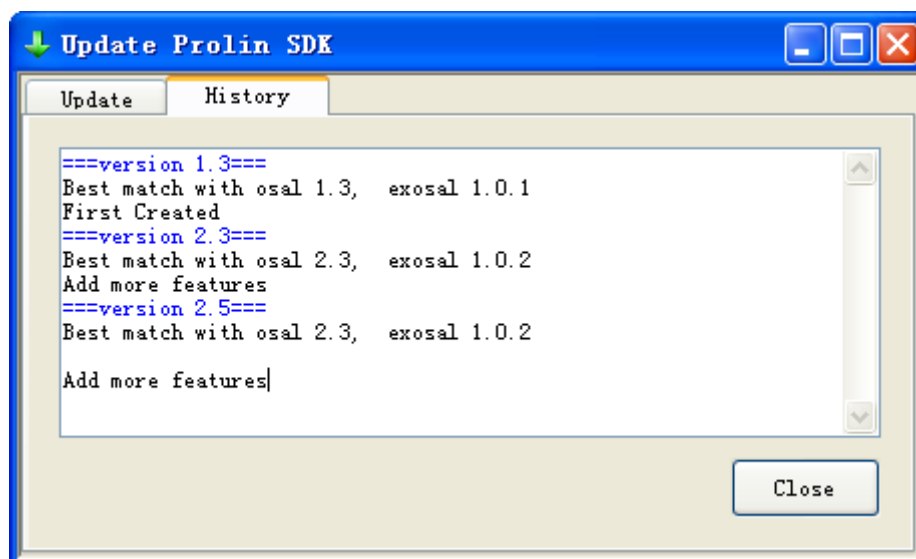 Update Prolin SDK
Update
History
===version 1.3===
Best match with osal 1.3,   exosal 1.0.1
First Created
===version 2.3===
Best match with osal 2.3,   exosal 1.0.2
Add more features
===version 2.5===
Best match with osal 2.3,   exosal 1.0.2
Add more features
Close